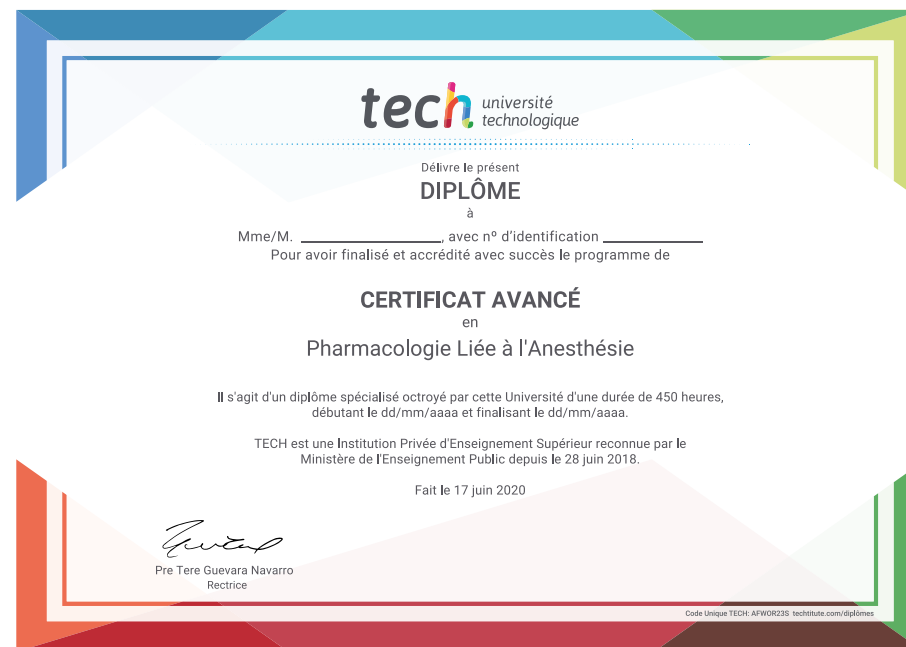 tech université
technologique
Délivre le présent
DIPLÔME
à
Mme/M. ____________________, avec nº d'identification ______________
Pour avoir finalisé et accrédité avec succès le programme de
CERTIFICAT AVANCÉ
en
Pharmacologie Liée à l'Anesthésie
Il s'agit d'un diplôme spécialisé octroyé par cette Université d'une durée de 450 heures,
débutant le dd/mm/aaaa et finalisant le dd/mm/aaaa.
TECH est une Institution Privée d'Enseignement Supérieur reconnue par le
Ministère de l'Enseignement Public depuis le 28 juin 2018.
Fait le 17 juin 2020
Pre Tere Guevara Navarro
Rectrice
Code Unique TECH: AFWOR23S techtitute.com/diplômes